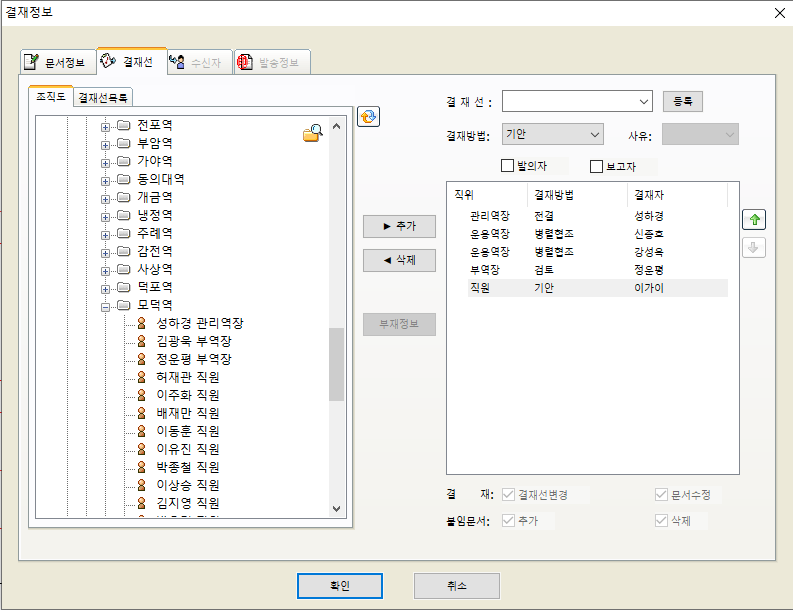 결재정보
문서정보 결재선 수신자 발송정보
조직도 결재선목록
전포역
부암역
가야역
동의대역
개금역
냉정역
주례역
감전역
사상역
덕포역
모덕역
성하경 관리역장
김광욱 부역장
정운평 부역장
허재관 직원
이주화 직원
배재만 직원
이동훈 직원
이유진 직원
박종철 직원
이상승 직원
김지영 직원
추가
삭제
부재정보
결 재 선 : 등록
결재방법: 기안 사유:
발의자 보고자
직위 결재방법 결재자
관리역장 전결 성하경
운용역장 병렬협조 신종호
운용역장 병렬협조 강성욱
부역장 검토 정운평
직원 기안 이가이
결 재: 결재선변경 문서수정
붙임문서: 추가 삭제
확인 취소